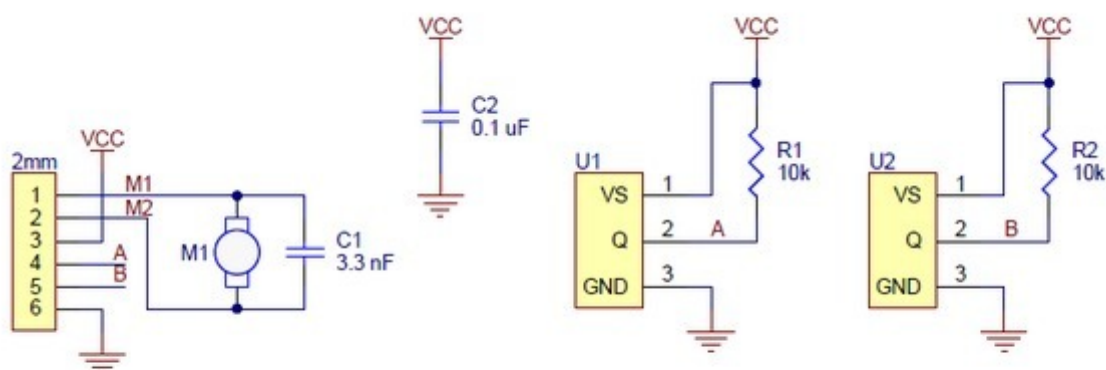 2mm
VCC
1
2
3
4
5
6
M1
M2
A
B
M1
C1
3.3 nF
VCC
C2
0.1 uF
U1
VS
Q
GND
1
2
3
A
VCC
R1
10k
U2
VS
Q
GND
1
2
3
B
VCC
R2
10k